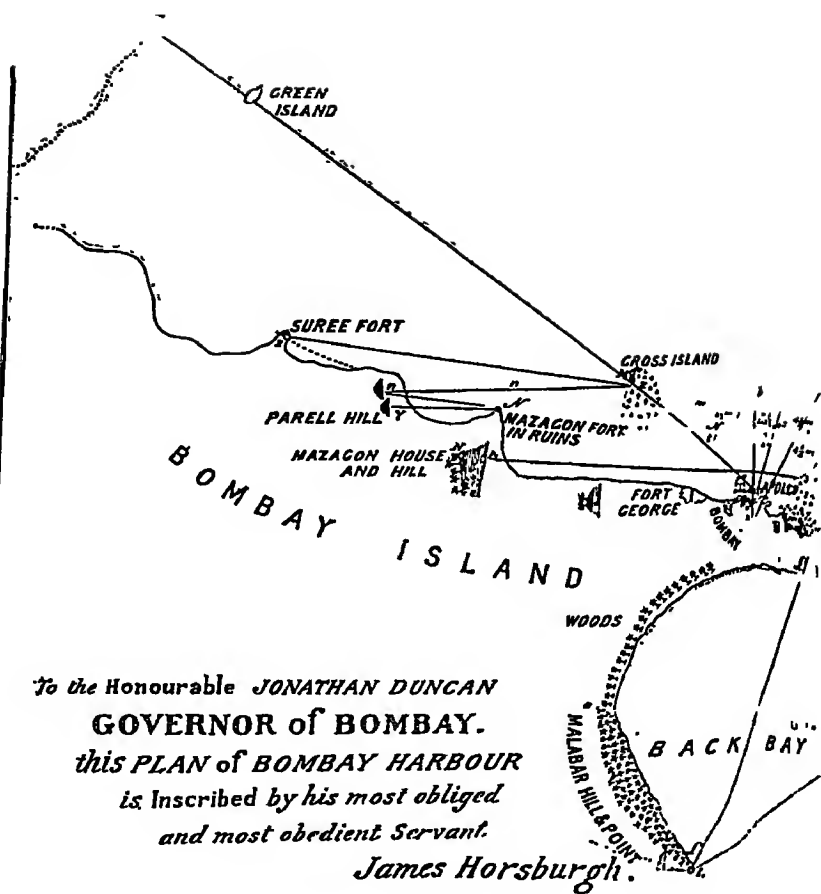 GREEN
ISLAND
SUREE FORT
CROSS ISLAND
n
n
N
PARELL HILL
Y
MAZAGON FORT
IN RUINS
MAZAGON HOUSE
AND HILL
FORT
GEORGE
BOMBAY
BOMBAY ISLAND
WOODS
BACK BAY
MALABAR HILL & POINT
To the Honourable JONATHAN DUNCAN
GOVERNOR of BOMBAY.
this PLAN of BOMBAY HARBOUR
is Inscribed by his most obliged
and most obedient Servant.
James Horsburgh.